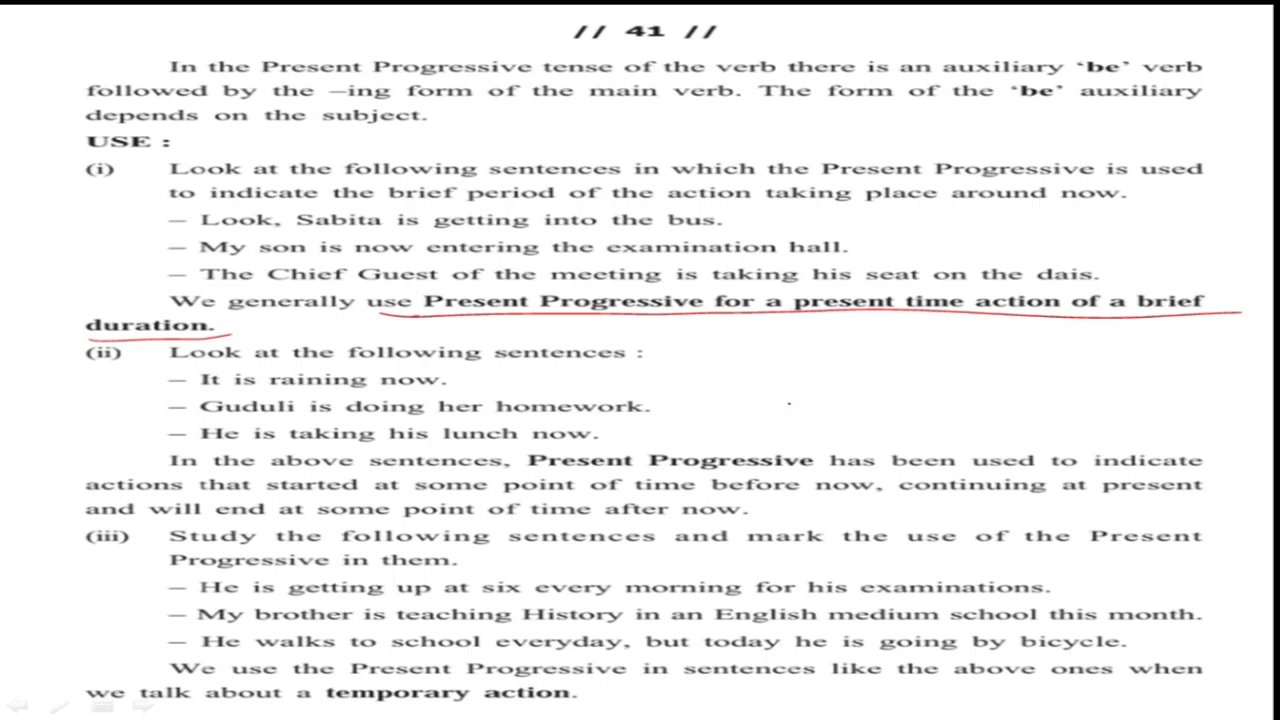 // 41 //
In the Present Progressive tense of the verb there is an auxiliary ‘be’ verb
followed by the –ing form of the main verb. The form of the ‘be’ auxiliary
depends on the subject.
USE :
(i) Look at the following sentences in which the Present Progressive is used
to indicate the brief period of the action taking place around now.
– Look, Sabita is getting into the bus.
– My son is now entering the examination hall.
– The Chief Guest of the meeting is taking his seat on the dais.
We generally use Present Progressive for a present time action of a brief
duration.
(ii) Look at the following sentences :
– It is raining now.
– Guduli is doing her homework.
– He is taking his lunch now.
In the above sentences, Present Progressive has been used to indicate
actions that started at some point of time before now, continuing at present
and will end at some point of time after now.
(iii) Study the following sentences and mark the use of the Present
Progressive in them.
– He is getting up at six every morning for his examinations.
– My brother is teaching History in an English medium school this month.
– He walks to school everyday, but today he is going by bicycle.
We use the Present Progressive in sentences like the above ones when
we talk about a temporary action.